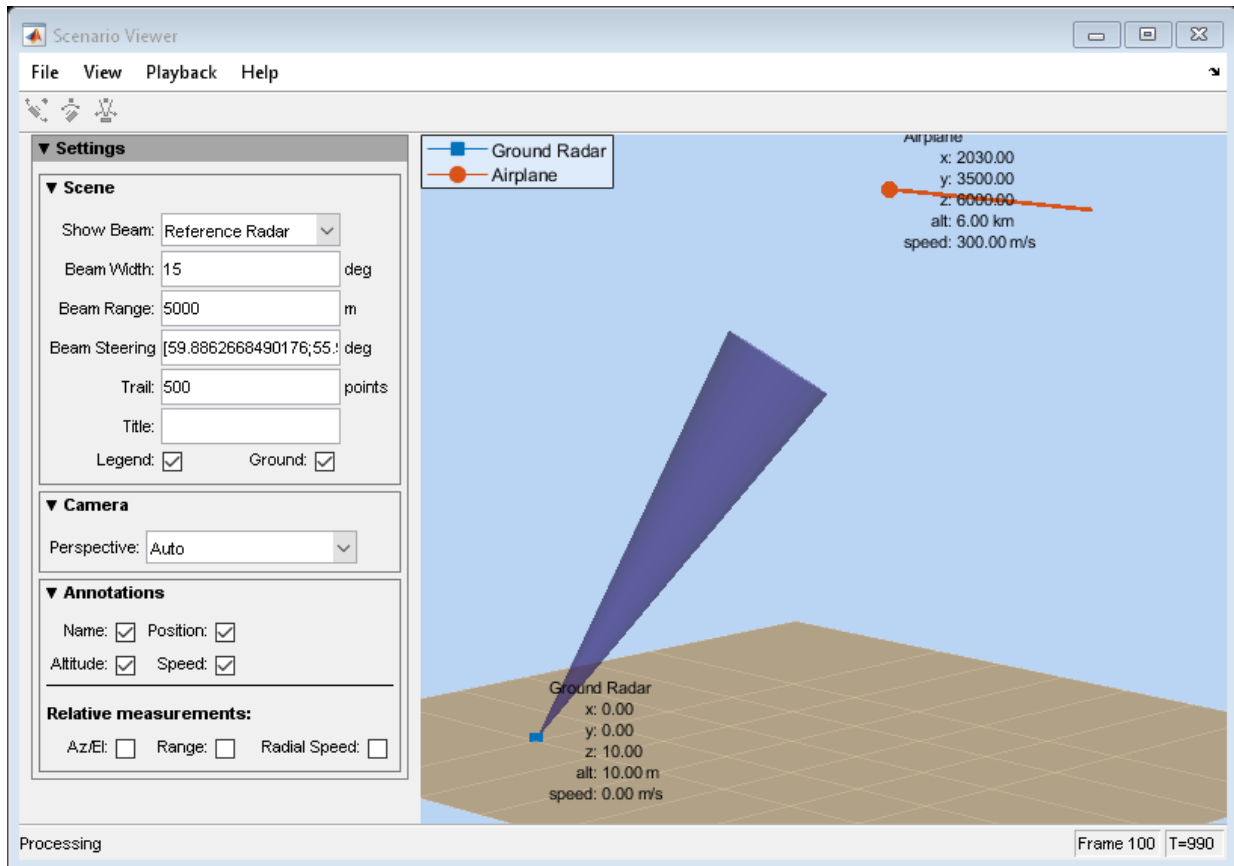 Scenario Viewer
File View Playback Help
▼ Settings
▼ Scene
Show Beam: Reference Radar
Beam Width: 15 deg
Beam Range: 5000 m
Beam Steering [59.8862668490176;55. deg
Trail: 500 points
Title:
Legend: Ground:
▼ Camera
Perspective: Auto
▼ Annotations
Name: Position:
Altitude: Speed:
Relative measurements:
Az/El: Range: Radial Speed:
Ground Radar
Airplane
Airplane
x: 2030.00
y: 3500.00
z: 6000.00
alt: 6.00 km
speed: 300.00 m/s
Ground Radar
x: 0.00
y: 0.00
z: 10.00
alt: 10.00 m
speed: 0.00 m/s
Processing
Frame 100 T=990